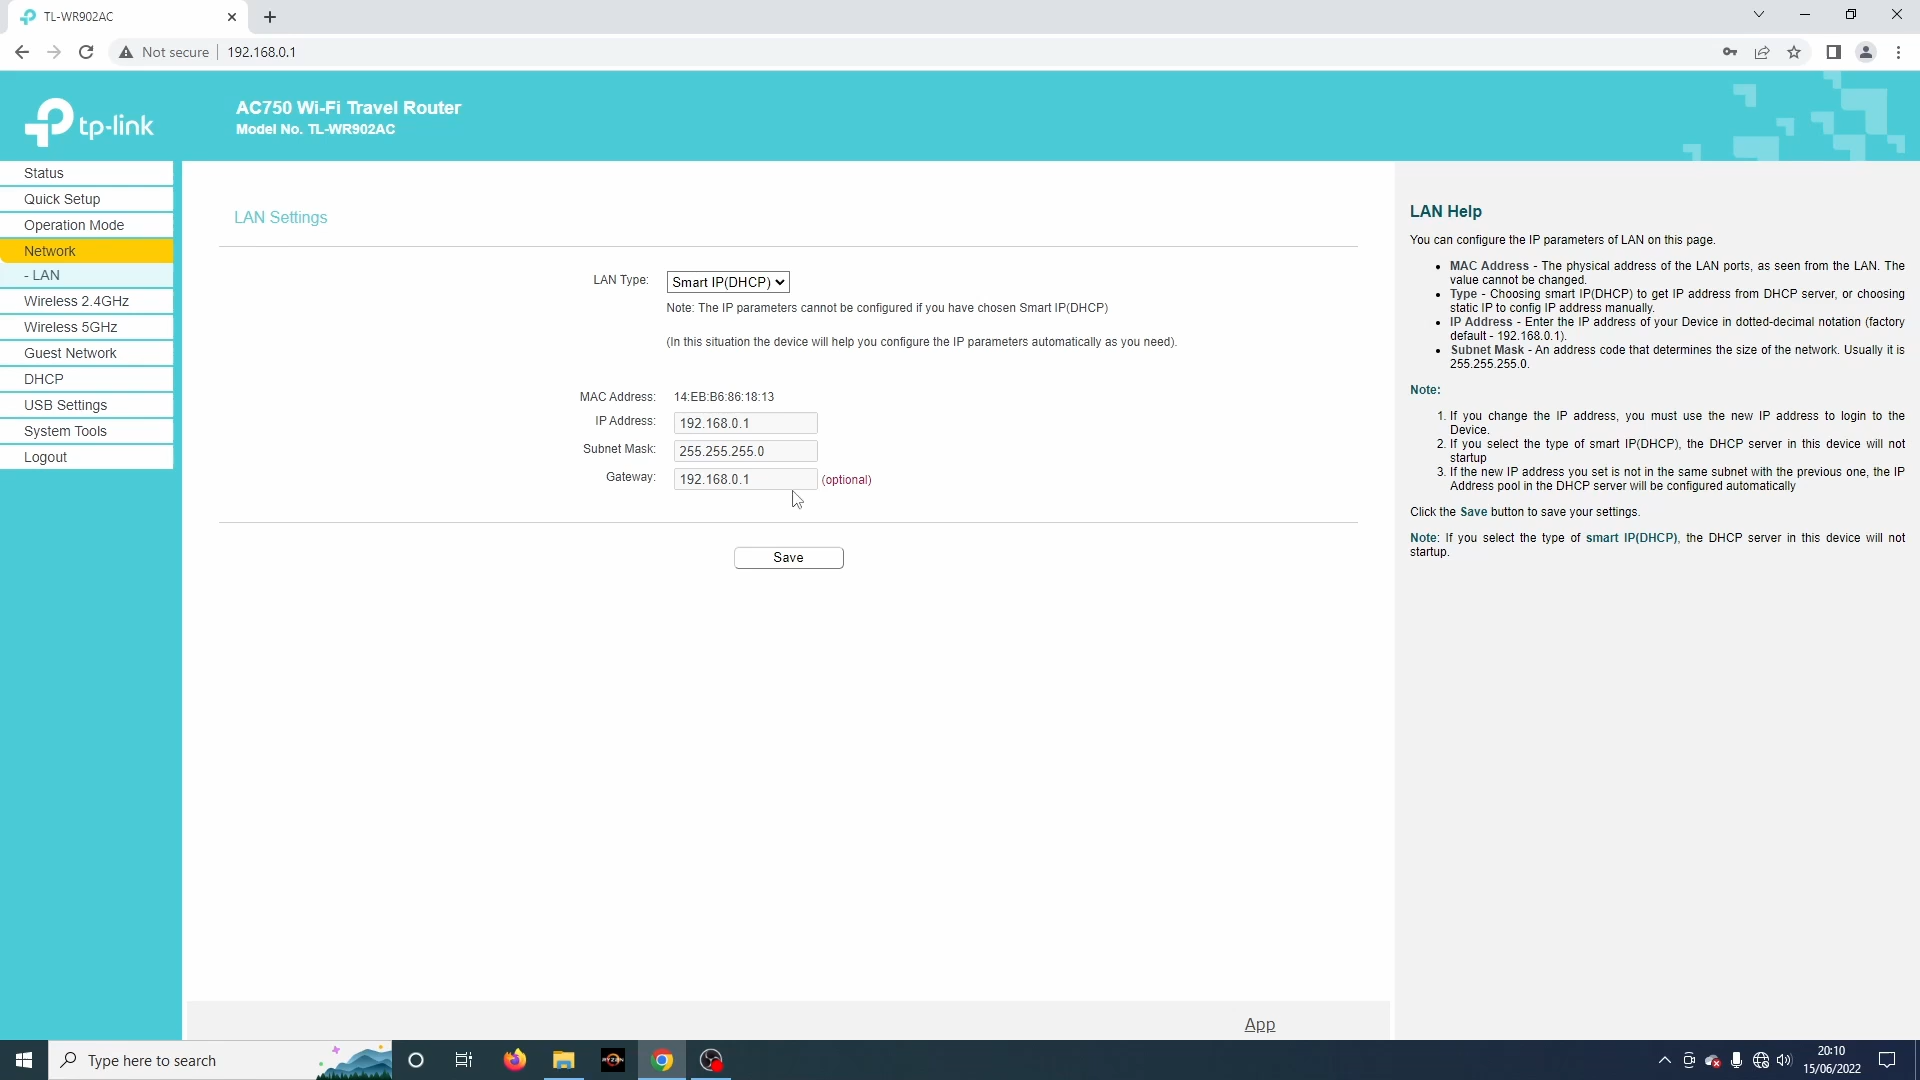 TL-WR902AC
Not secure
192.168.0.1
tp-link
AC750 Wi-Fi Travel Router
Model No. TL-WR902AC
Status
Quick Setup
Operation Mode
Network
- LAN
Wireless 2.4GHz
Wireless 5GHz
Guest Network
DHCP
USB Settings
System Tools
Logout
LAN Settings
LAN Type: Smart IP(DHCP)
Note: The IP parameters cannot be configured if you have chosen Smart IP(DHCP)
(In this situation the device will help you configure the IP parameters automatically as you need).
MAC Address: 14:EB:B6:86:18:13
IP Address: 192.168.0.1
Subnet Mask: 255.255.255.0
Gateway: 192.168.0.1 (optional)
Save
App
LAN Help
You can configure the IP parameters of LAN on this page.
MAC Address - The physical address of the LAN ports, as seen from the LAN. The
value cannot be changed.
Type - Choosing smart IP(DHCP) to get IP address from DHCP server, or choosing
static IP to config IP address manually.
IP Address - Enter the IP address of your Device in dotted-decimal notation (factory
default - 192.168.0.1).
Subnet Mask - An address code that determines the size of the network. Usually it is
255.255.255.0.
Note:
1. If you change the IP address, you must use the new IP address to login to the
Device.
2. If you select the type of smart IP(DHCP), the DHCP server in this device will not
startup
3. If the new IP address you set is not in the same subnet with the previous one, the IP
Address pool in the DHCP server will be configured automatically
Click the Save button to save your settings.
Note: If you select the type of smart IP(DHCP), the DHCP server in this device will not
startup.
Type here to search
RYZEN
20:10
15/06/2022